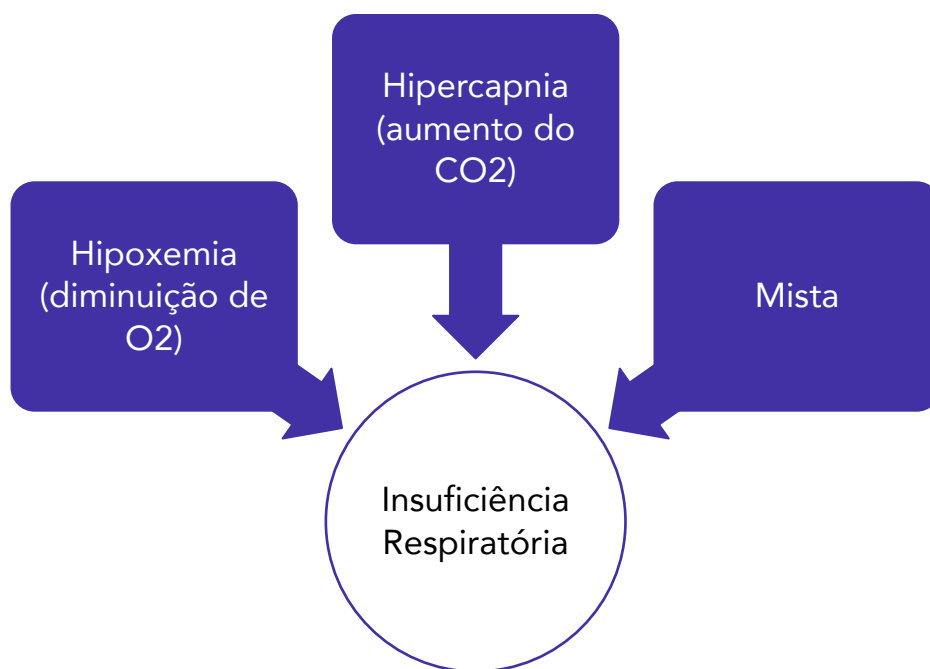 Hipercapnia
(aumento do
CO2)
Hipoxemia
(diminuição de
O2)
Mista
Insuficiência
Respiratória